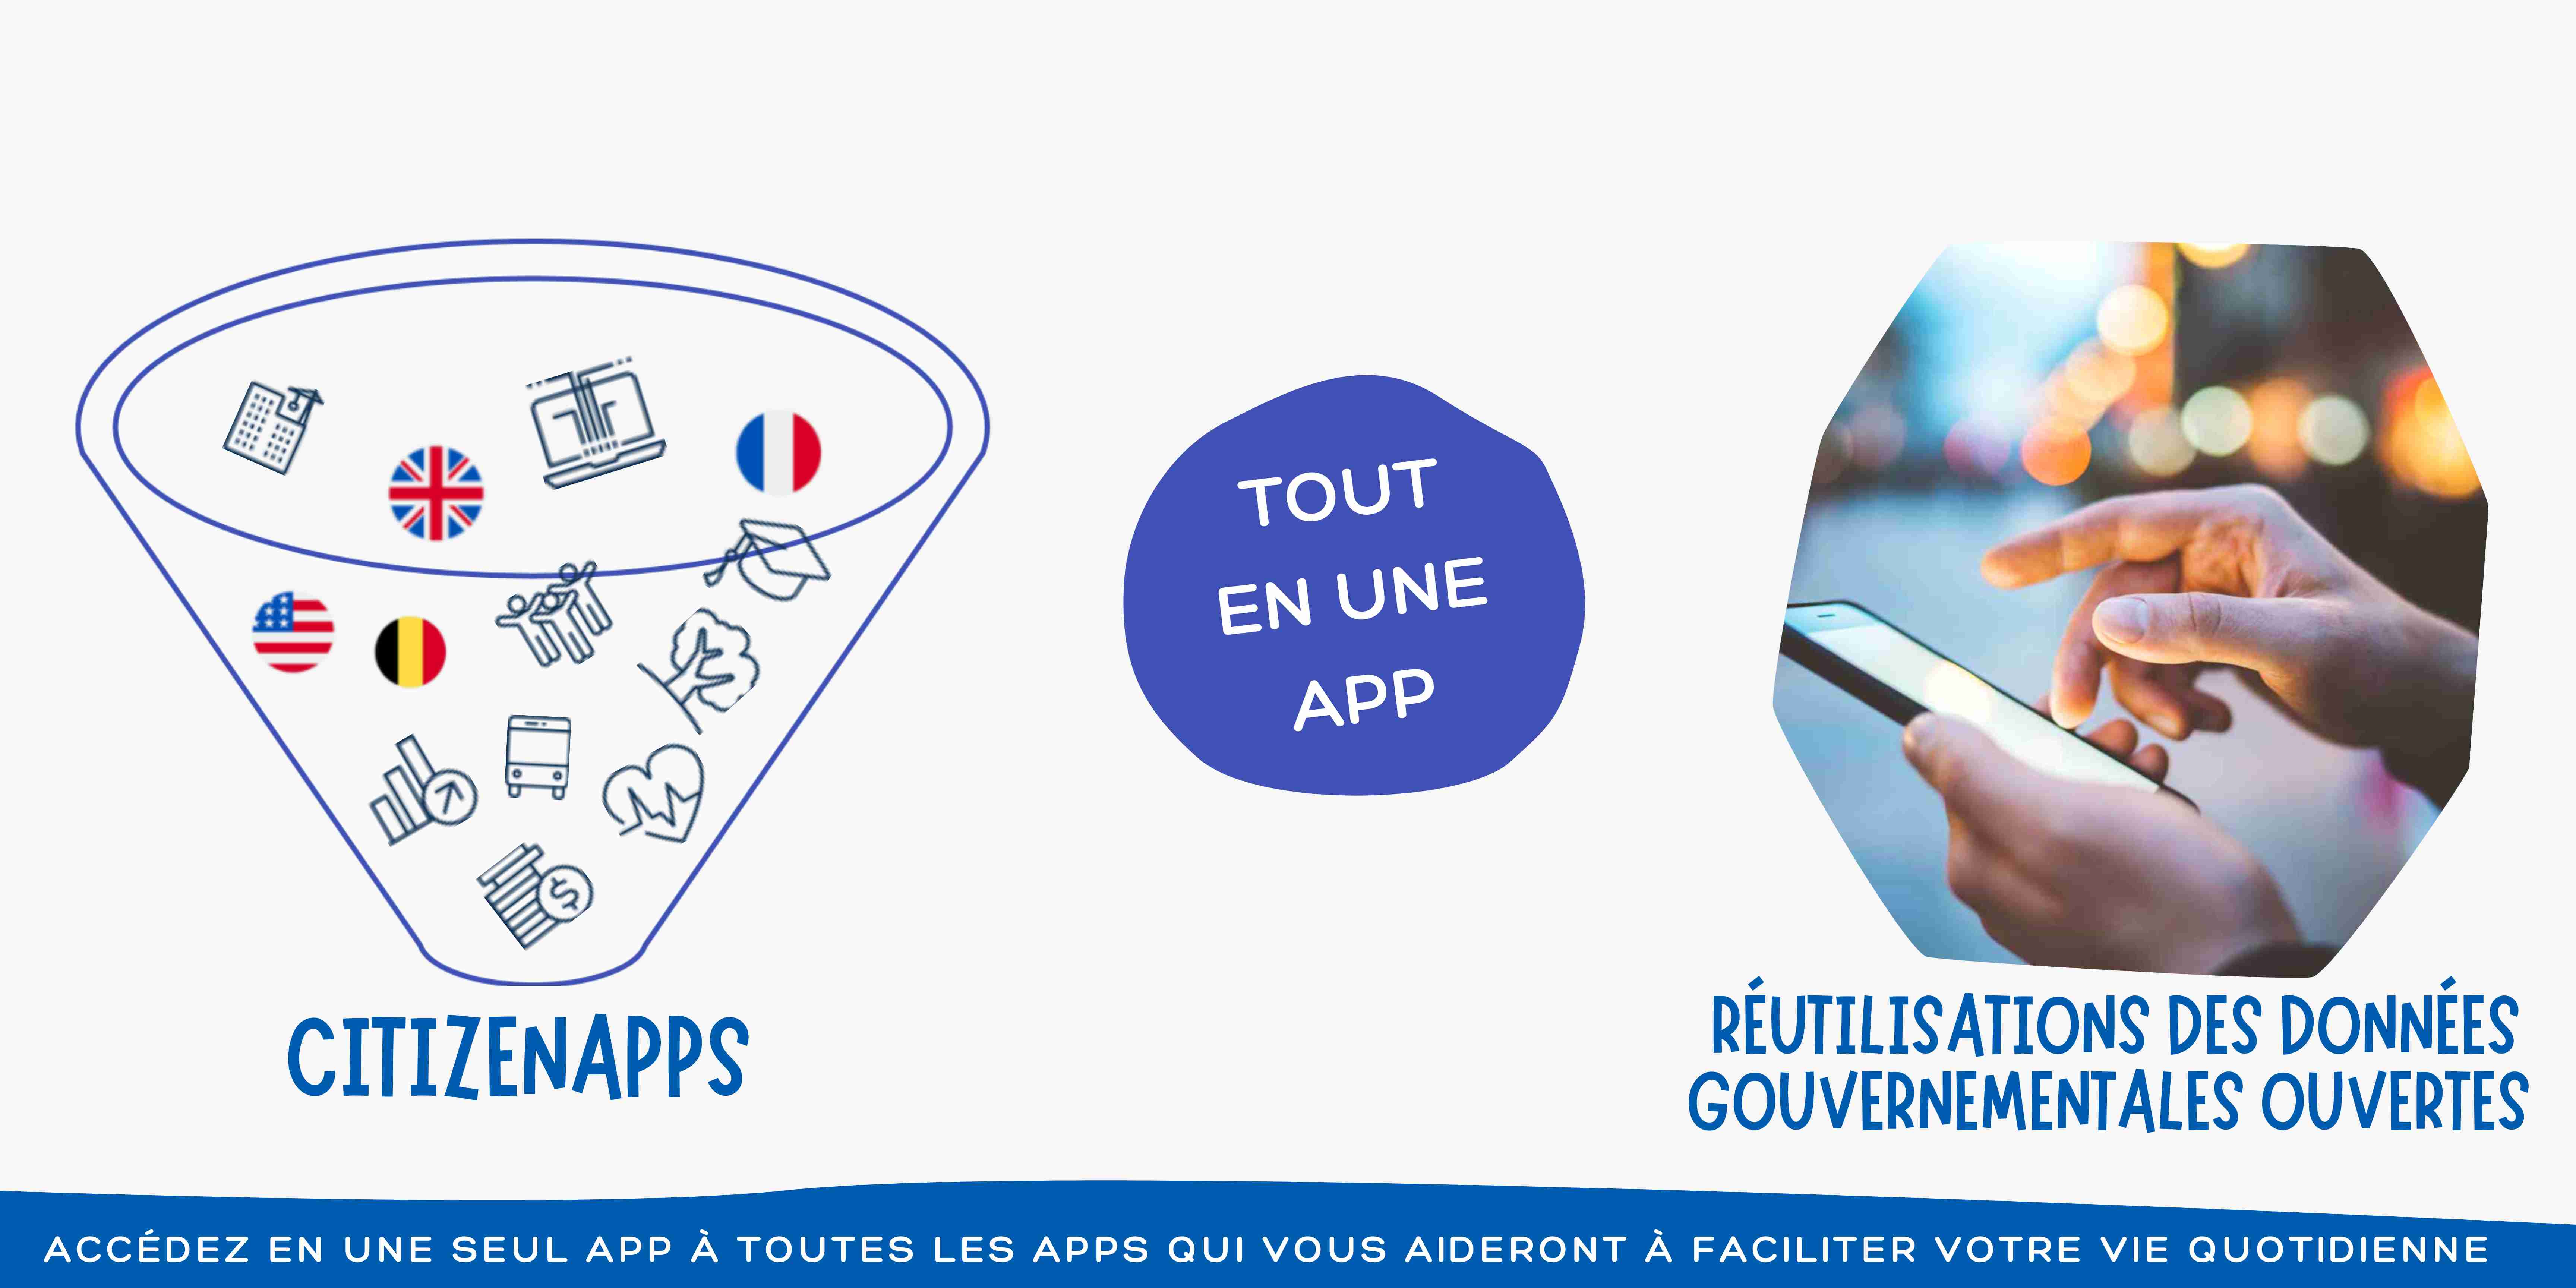 TOUT
EN UNE
APP
CITIZENAPPS
RÉUTILISATIONS DES DONNÉES
GOUVERNEMENTALES OUVERTES
ACCÉDEZ EN UNE SEUL APP À TOUTES LES APPS QUI VOUS AIDERONT À FACILITER VOTRE VIE QUOTIDIENNE